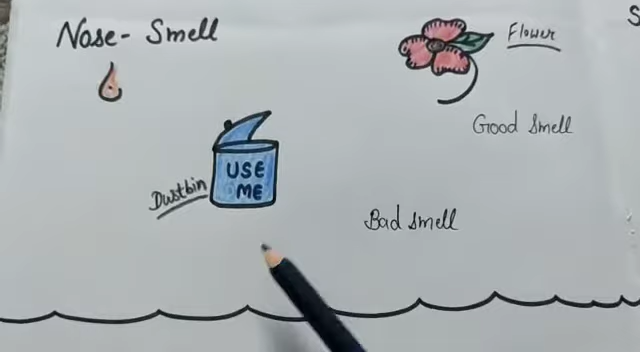 Nose - Smell
Flower
Good Smell
USE
ME
Dustbin
Bad smell
S